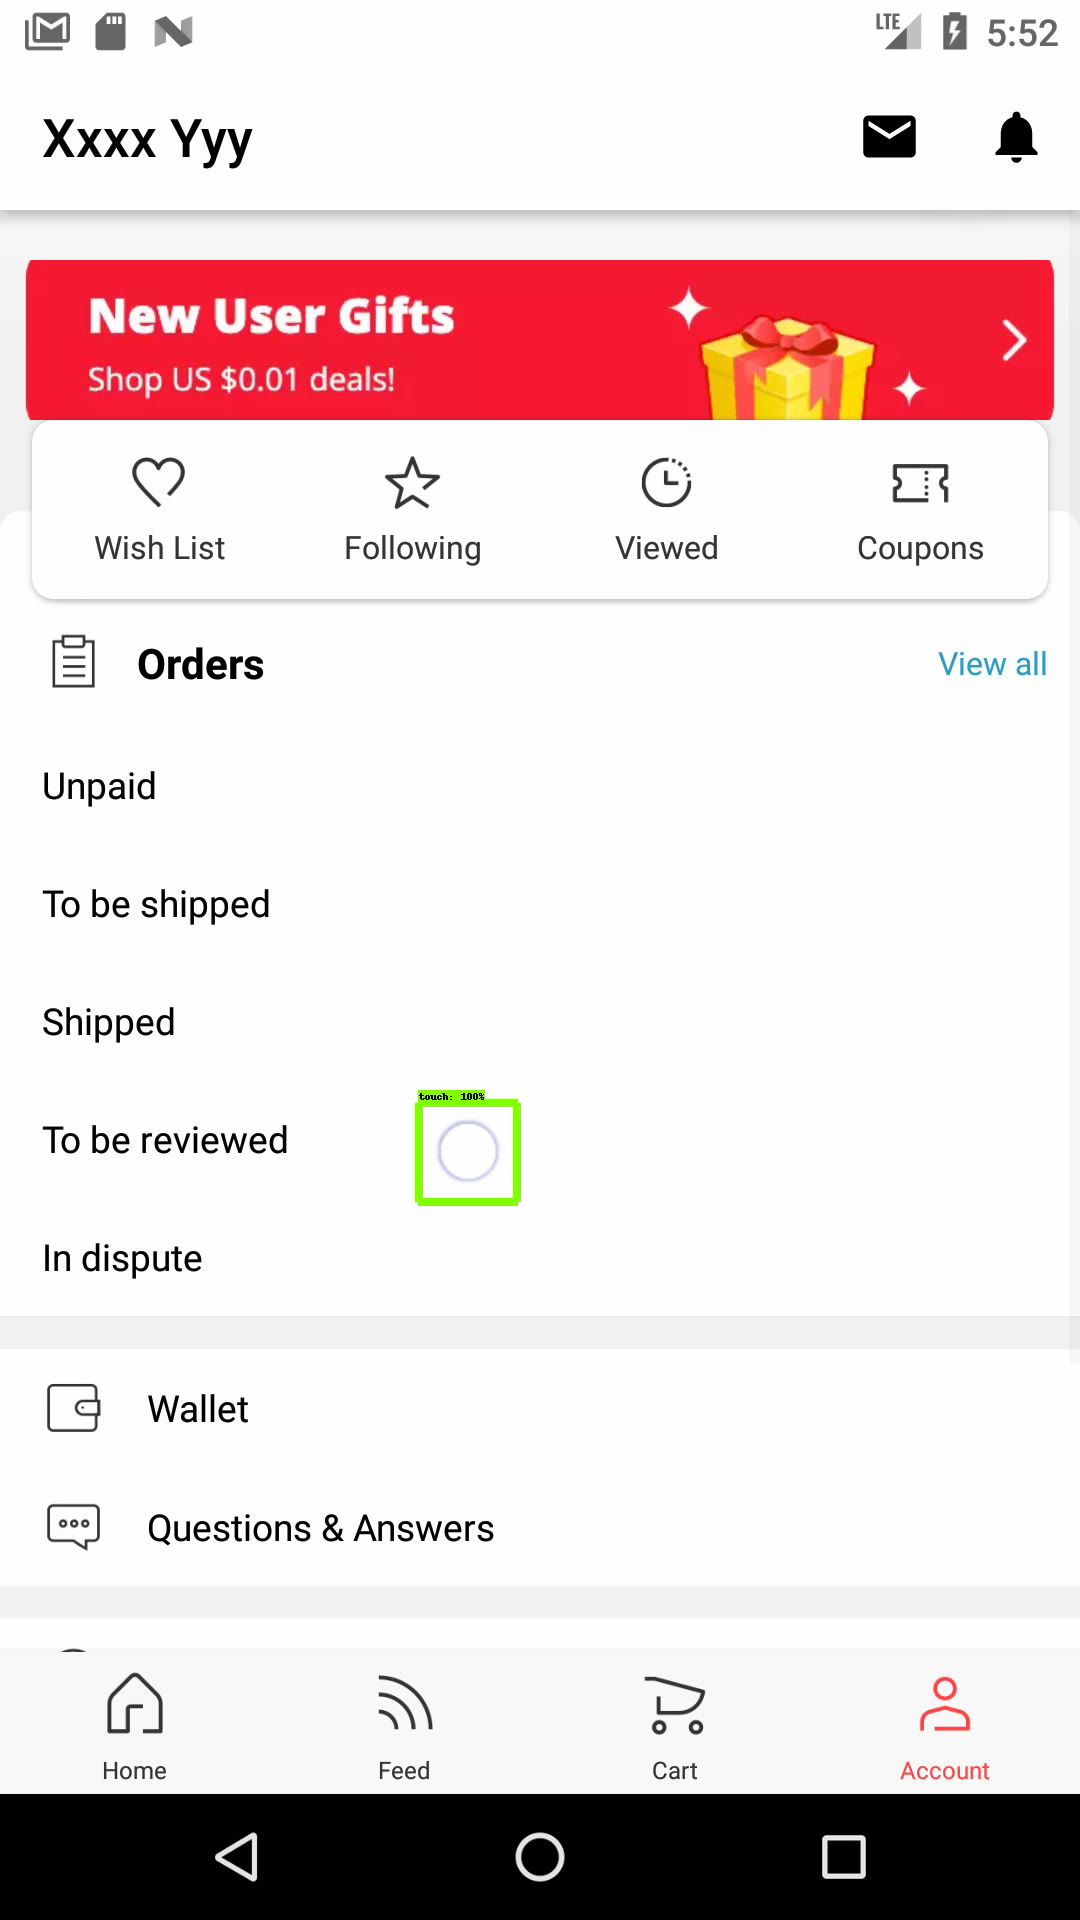 LTE 5:52
Xxxx Yyy
New User Gifts
Shop US $0.01 deals!
Wish List Following Viewed Coupons
Orders View all
Unpaid
To be shipped
Shipped
touch: 100%
To be reviewed
In dispute
Wallet
Questions & Answers
Home Feed Cart Account